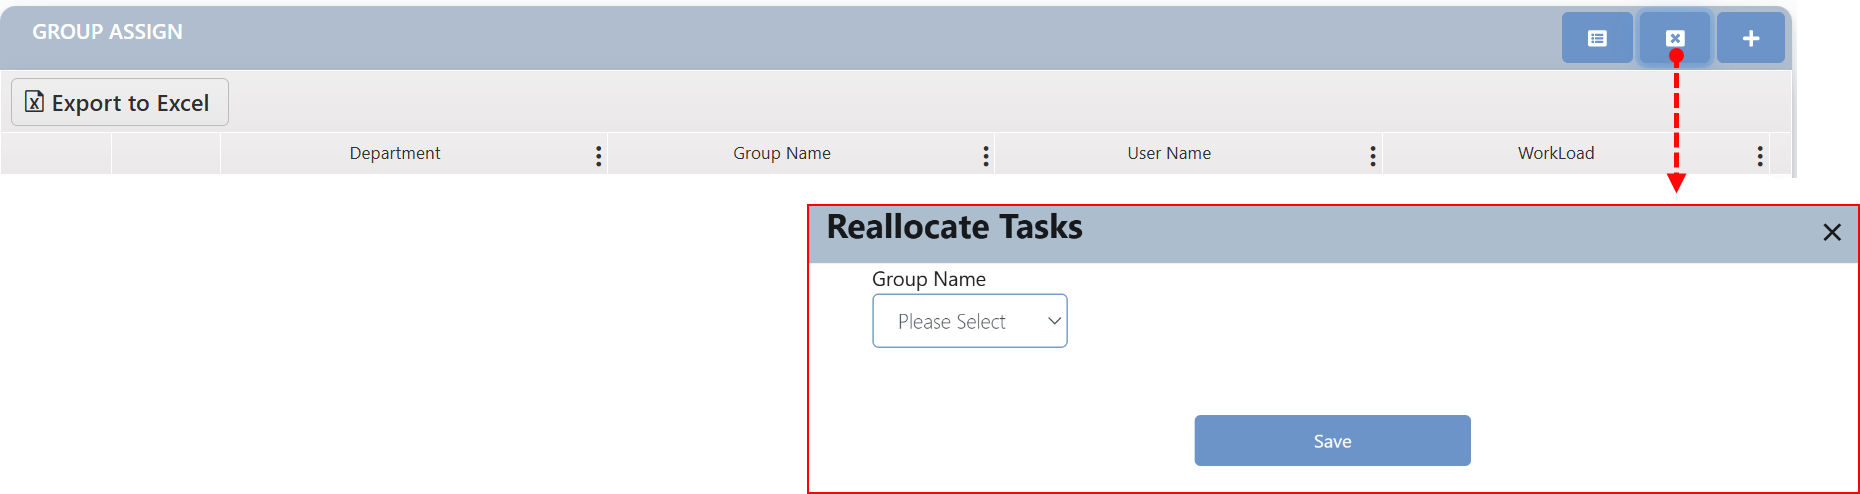 GROUP ASSIGN
Export to Excel
Department Group Name User Name WorkLoad
Reallocate Tasks
Group Name
Please Select
Save